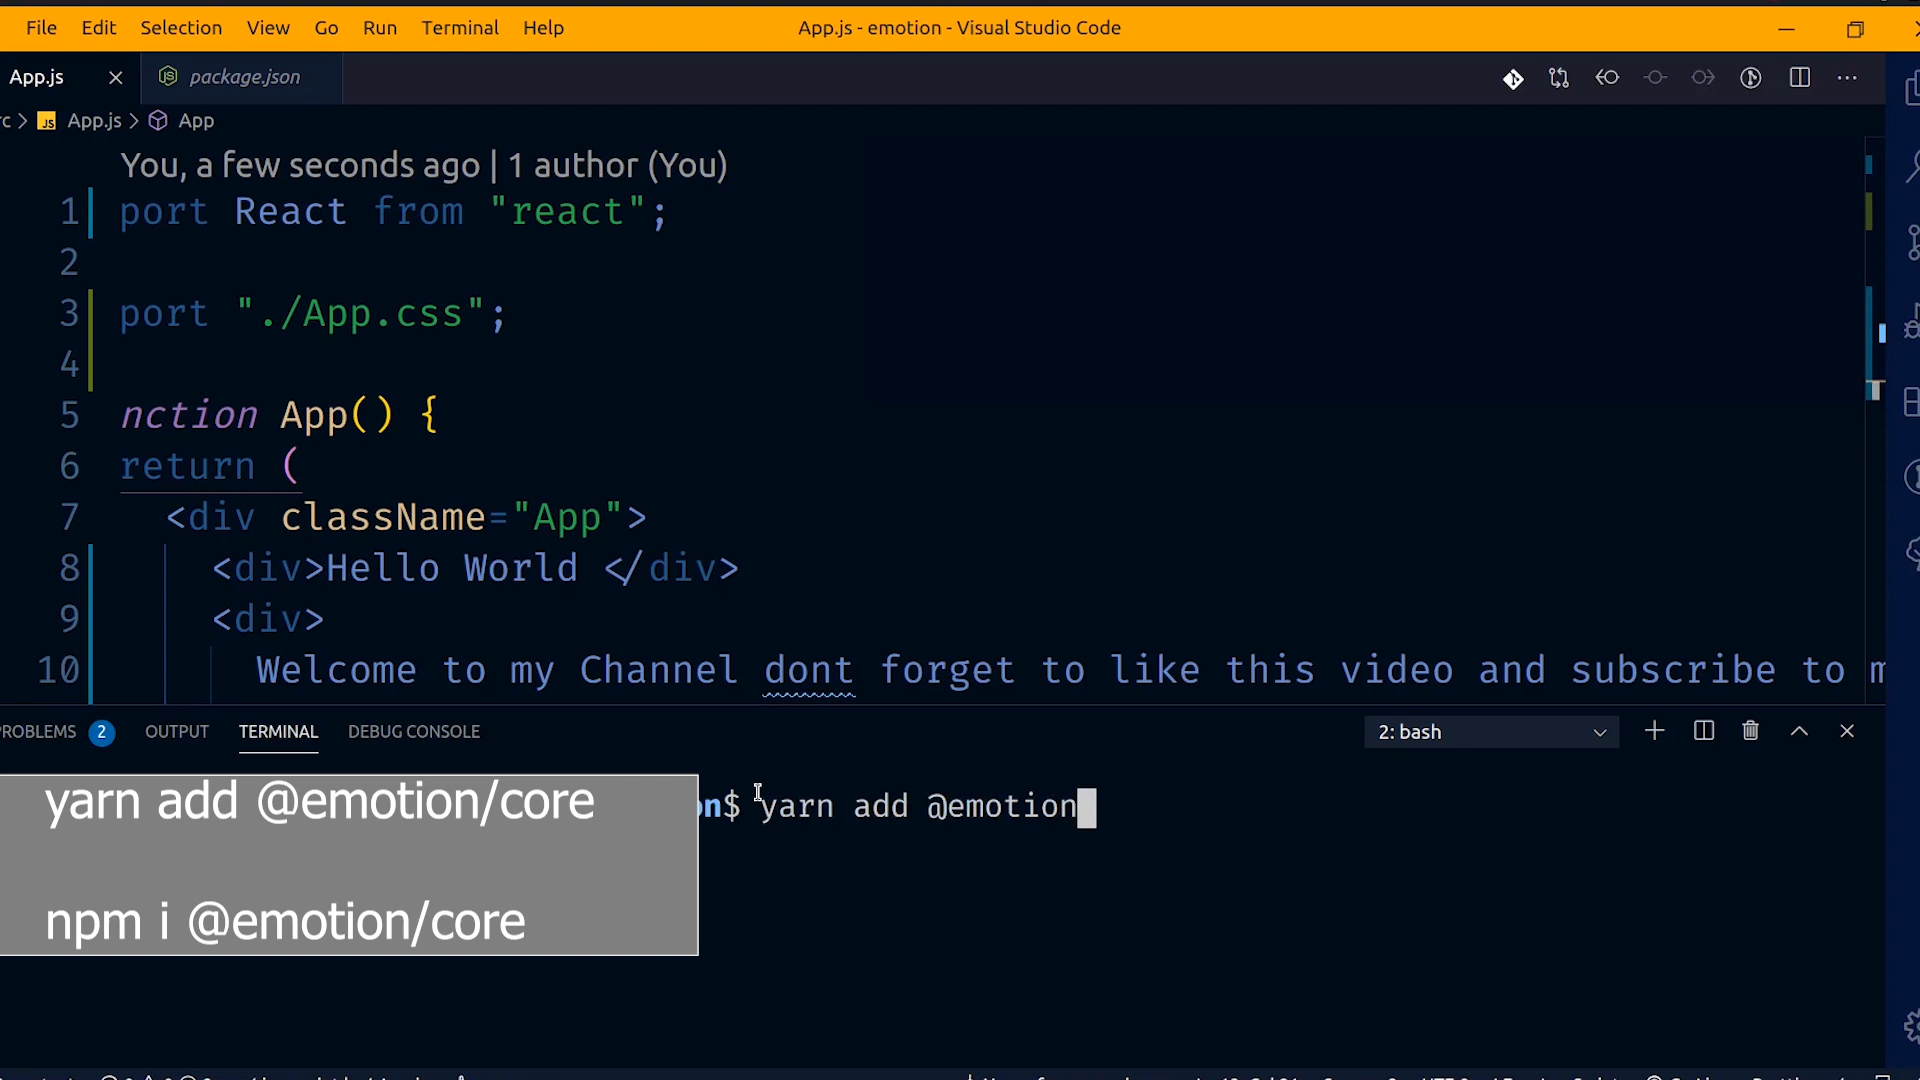 File Edit Selection View Go Run Terminal Help App.js - emotion - Visual Studio Code
App.js package.json
rc > JS App.js > App
You, a few seconds ago | 1 author (You)
1 port React from "react";
2
3 port "./App.css";
4
5 nction App() {
6 return (
7 <div className="App">
8 <div>Hello World </div>
9 <div>
10 Welcome to my Channel dont forget to like this video and subscribe to m
ROBLEMS 2 OUTPUT TERMINAL DEBUG CONSOLE 2: bash
on$ yarn add @emotion
yarn add @emotion/core
npm i @emotion/core